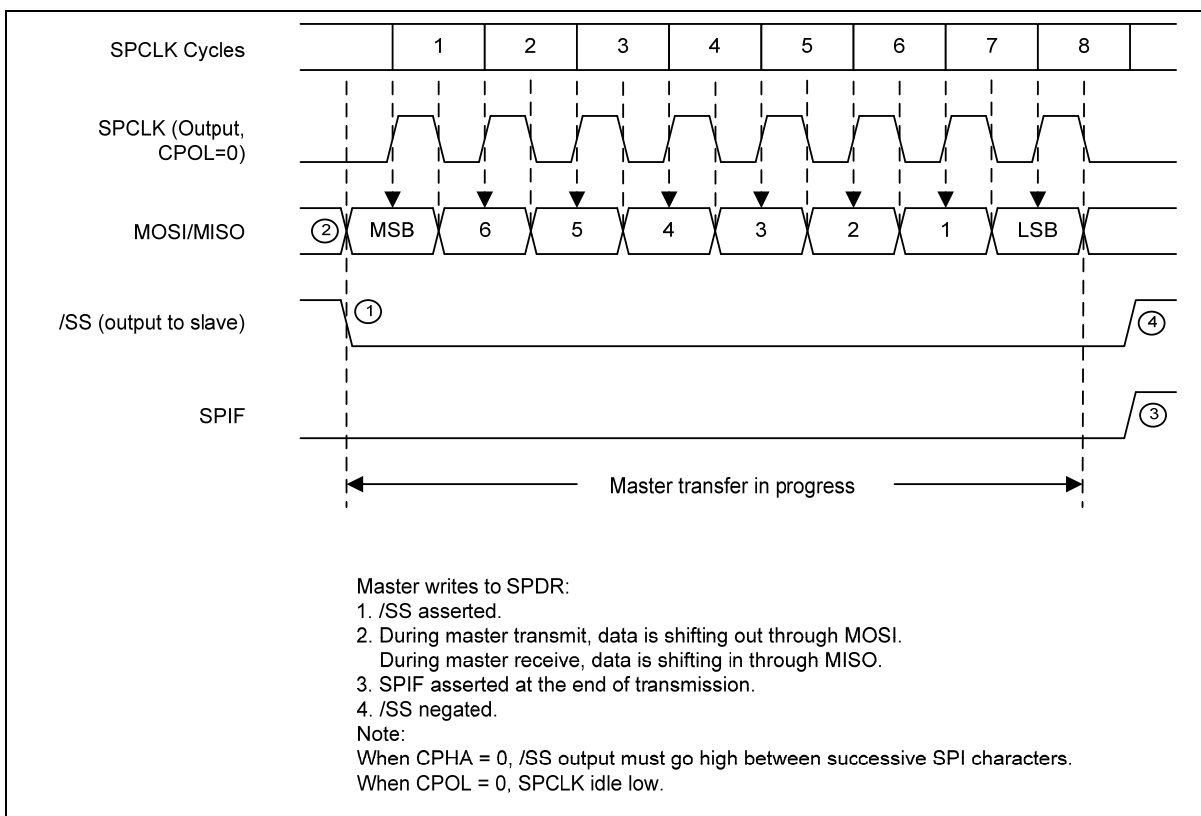 SPCLK Cycles
1 2 3 4 5 6 7 8
SPCLK (Output,
CPOL=0)
MOSI/MISO
2 MSB 6 5 4 3 2 1 LSB
/SS (output to slave)
1
4
SPIF
3
Master transfer in progress
Master writes to SPDR:
1. /SS asserted.
2. During master transmit, data is shifting out through MOSI.
During master receive, data is shifting in through MISO.
3. SPIF asserted at the end of transmission.
4. /SS negated.
Note:
When CPHA = 0, /SS output must go high between successive SPI characters.
When CPOL = 0, SPCLK idle low.